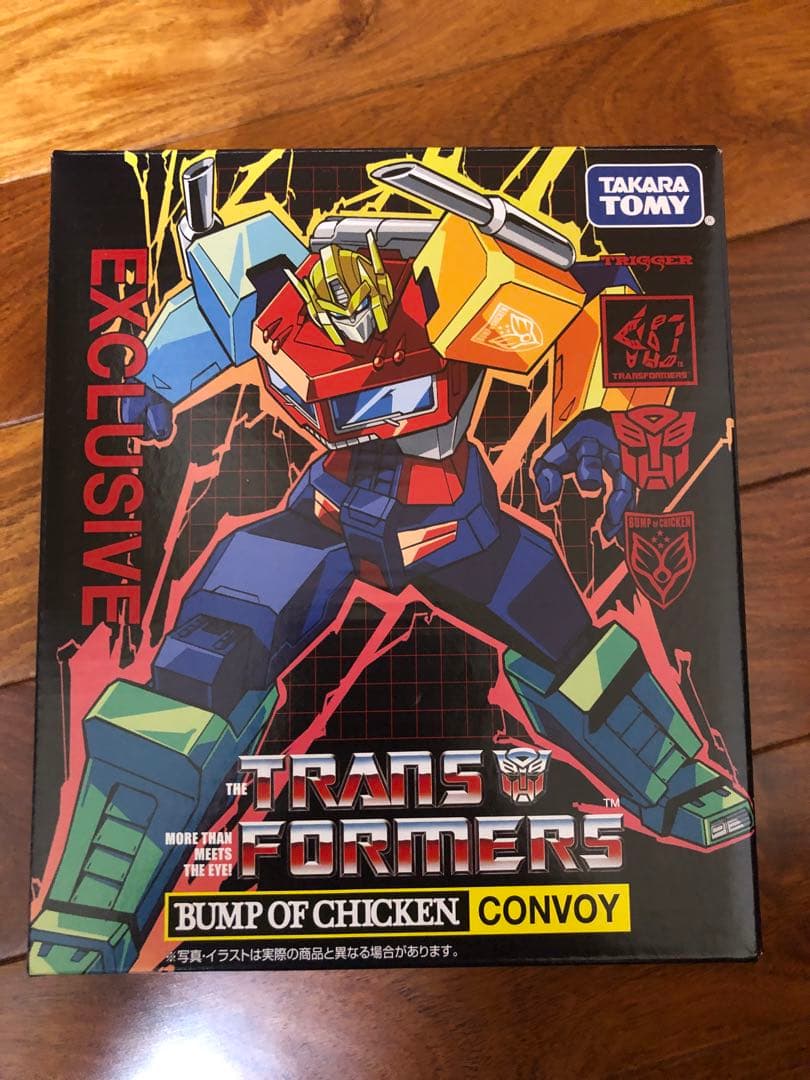 TAKARA
TOMY
EXCLUSIVE
TRIGGER
TRANSFORMERS
BUMP OF CHICKEN
THE
TRANS
FORMERS™
MORE THAN
MEETS
THE EYE!
BUMP OF CHICKEN CONVOY
※写真・イラストは実際の商品と異なる場合があります。